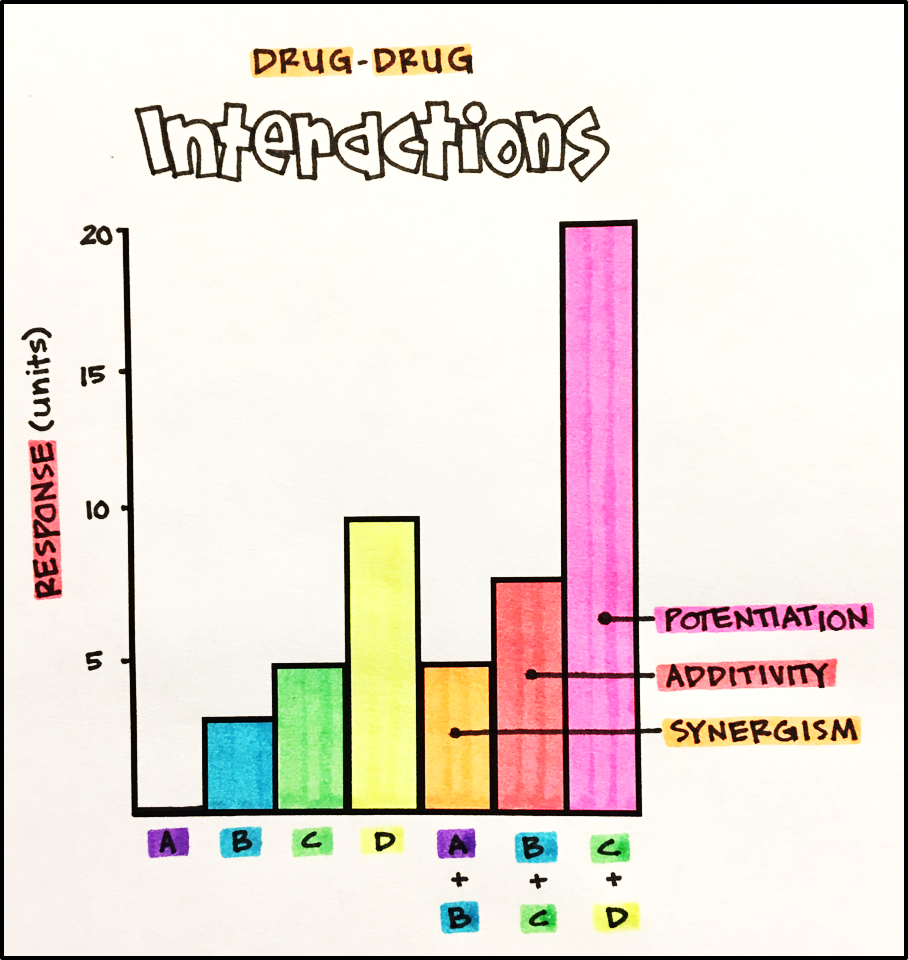 DRUG-DRUG
Interactions
RESPONSE (units)
20
15
10
5
POTENTIATION
ADDITIVITY
SYNERGISM
A B C D A + B B + C C + D